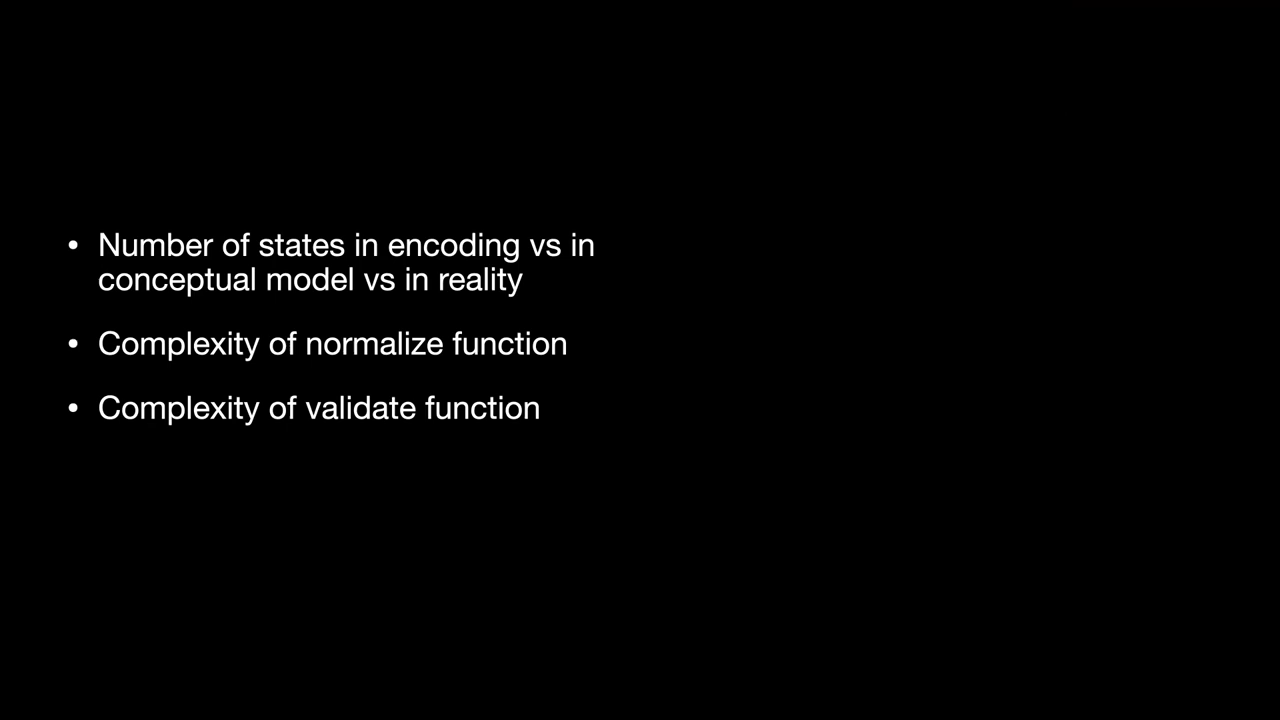 • Number of states in encoding vs in
conceptual model vs in reality
• Complexity of normalize function
• Complexity of validate function